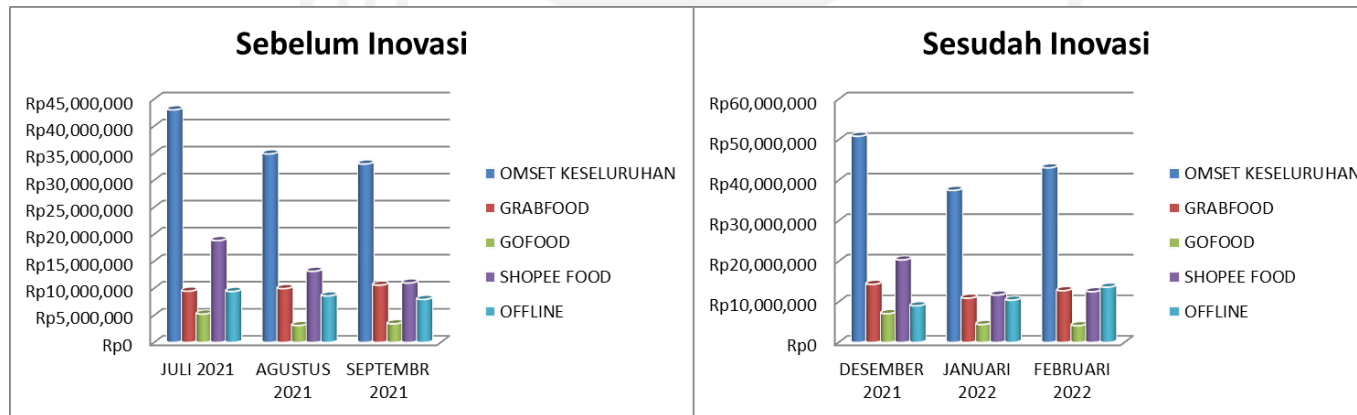 Sebelum Inovasi
Rp45,000,000
Rp40,000,000
Rp35,000,000
Rp30,000,000
Rp25,000,000
Rp20,000,000
Rp15,000,000
Rp10,000,000
Rp5,000,000
Rp0
JULI 2021
AGUSTUS
2021
SEPTEMBR
2021
OMSET KESELURUHAN
GRABFOOD
GOFOOD
SHOPEE FOOD
OFFLINE
Sesudah Inovasi
Rp60,000,000
Rp50,000,000
Rp40,000,000
Rp30,000,000
Rp20,000,000
Rp10,000,000
Rp0
DESEMBER
2021
JANUARI
2022
FEBRUARI
2022
OMSET KESELURUHAN
GRABFOOD
GOFOOD
SHOPEE FOOD
OFFLINE